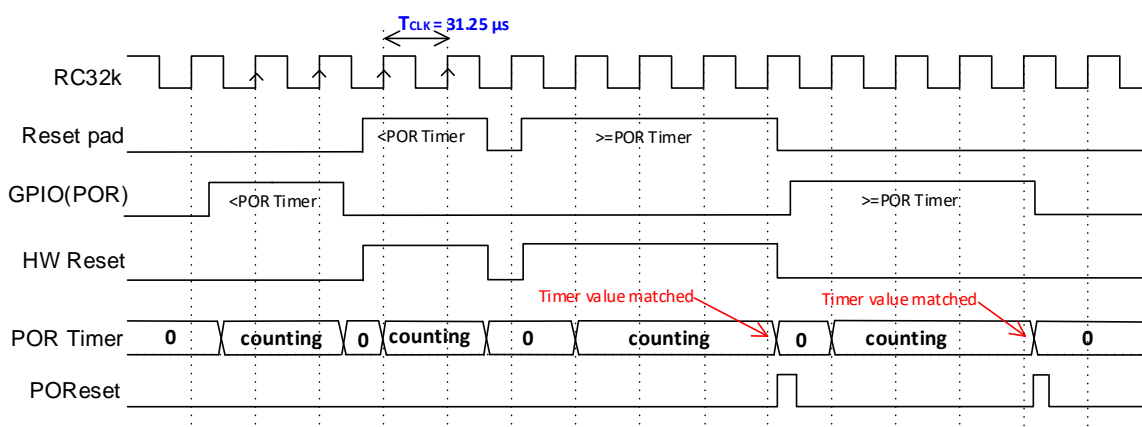 TCLK = 31.25 µs
RC32k
Reset pad
<POR Timer
>=POR Timer
GPIO(POR)
<POR Timer
>=POR Timer
HW Reset
Timer value matched
Timer value matched
POR Timer
0
counting
0
counting
0
counting
0
counting
0
POReset